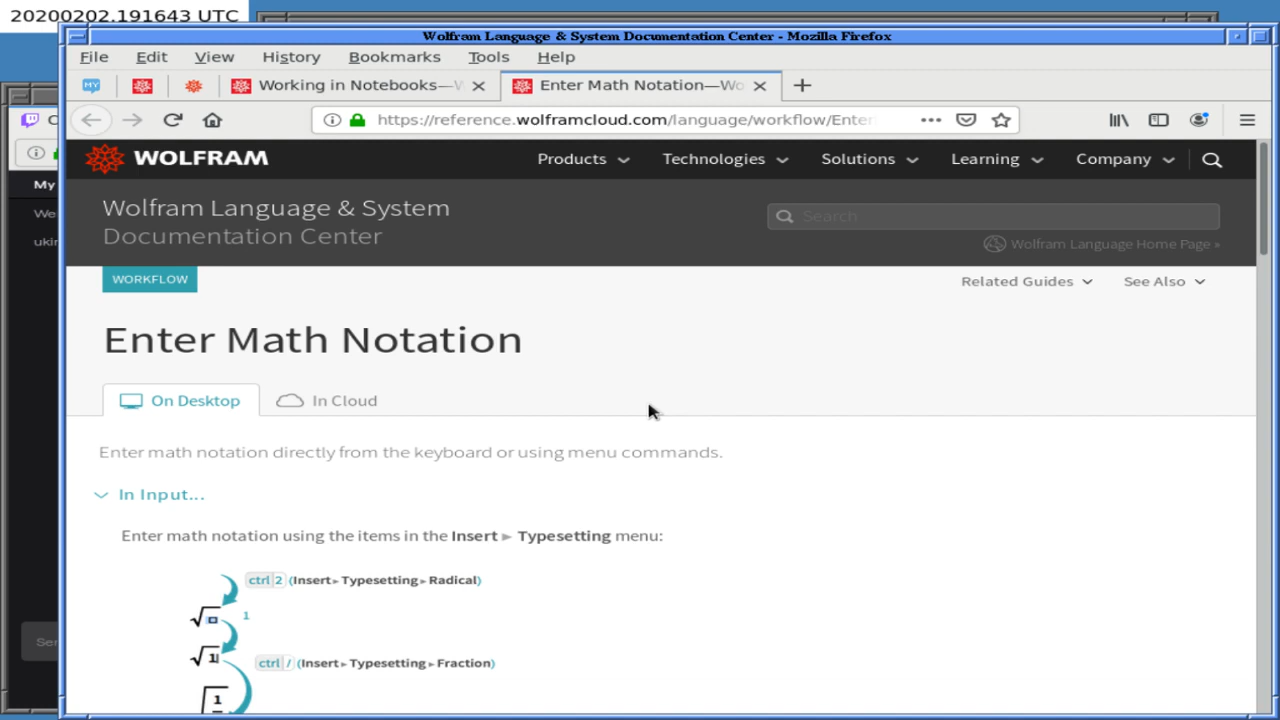 20200202.191643 UTC
Wolfram Language & System Documentation Center - Mozilla Firefox
File Edit View History Bookmarks Tools Help
MY Working in Notebooks—W Enter Math Notation—Wo
https://reference.wolframcloud.com/language/workflow/Enter
WOLFRAM Products Technologies Solutions Learning Company
My
Wolfram Language & System
Documentation Center
Search
We
Wolfram Language Home Page »
WORKFLOW
Related Guides See Also
Enter Math Notation
On Desktop In Cloud
Enter math notation directly from the keyboard or using menu commands.
In Input...
Enter math notation using the items in the Insert ▸ Typesetting menu:
ctrl 2 (Insert ▸ Typesetting ▸ Radical)
√□ 1
√1
ctrl / (Insert ▸ Typesetting ▸ Fraction)
1